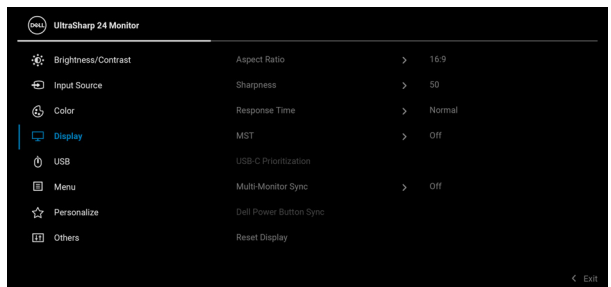 DELL UltraSharp 24 Monitor
Brightness/Contrast Aspect Ratio > 16:9
Input Source Sharpness > 50
Color Response Time > Normal
Display MST > Off
USB USB-C Prioritization
Menu Multi-Monitor Sync > Off
Personalize Dell Power Button Sync
Others Reset Display
< Exit